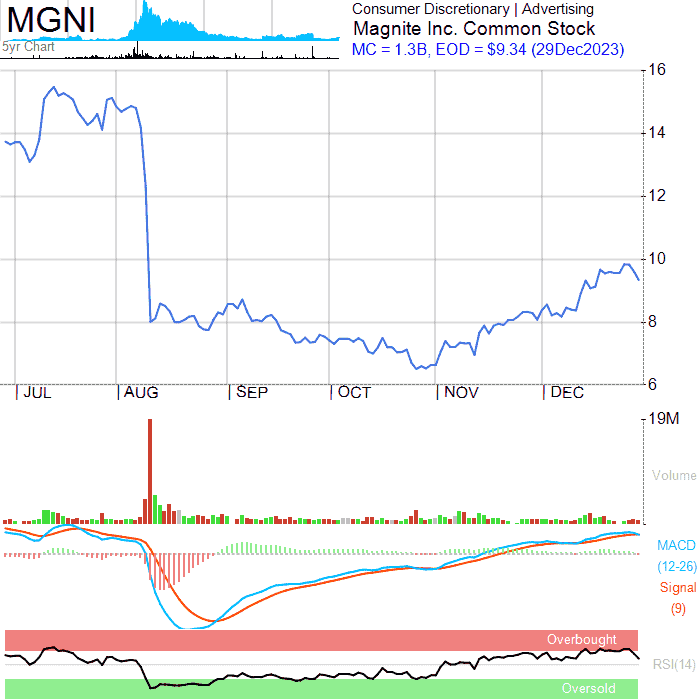 MGNI
5yr Chart
Consumer Discretionary | Advertising
Magnite Inc. Common Stock
MC = 1.3B, EOD = $9.34 (29Dec2023)
16
14
12
10
8
6
JUL AUG SEP OCT NOV DEC
19M
Volume
MACD
(12-26)
Signal
(9)
Overbought
RSI(14)
Oversold